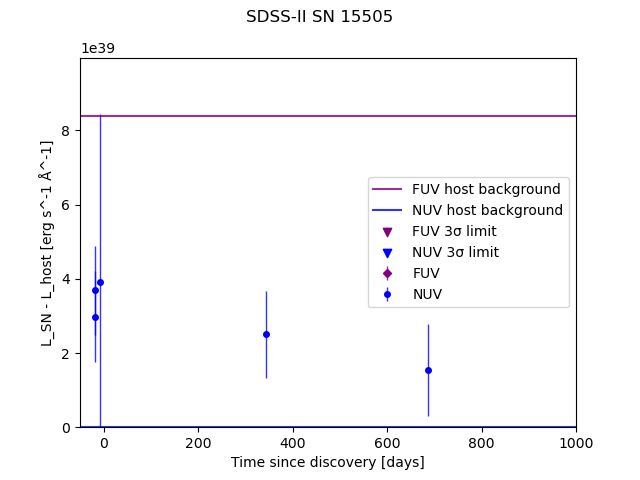 SDSS-II SN 15505
1e39
L_SN - L_host [erg s^-1 Å^-1]
8
6
4
2
0
FUV host background
NUV host background
FUV 3σ limit
NUV 3σ limit
FUV
NUV
0 200 400 600 800 1000
Time since discovery [days]